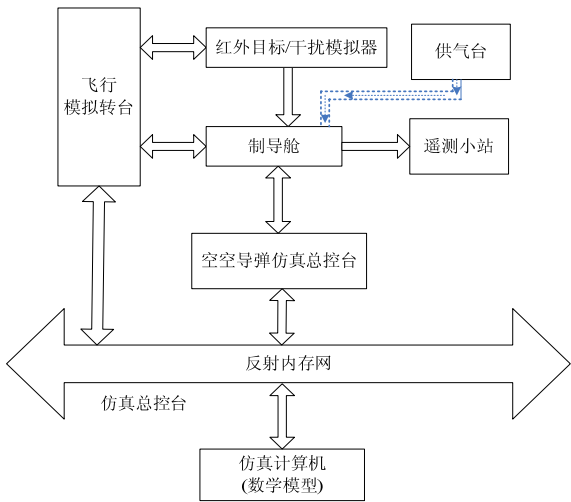 飞行
模拟转台
红外目标/干扰模拟器
供气台
制导舱
遥测小站
空空导弹仿真总控台
反射内存网
仿真总控台
仿真计算机
(数学模型)